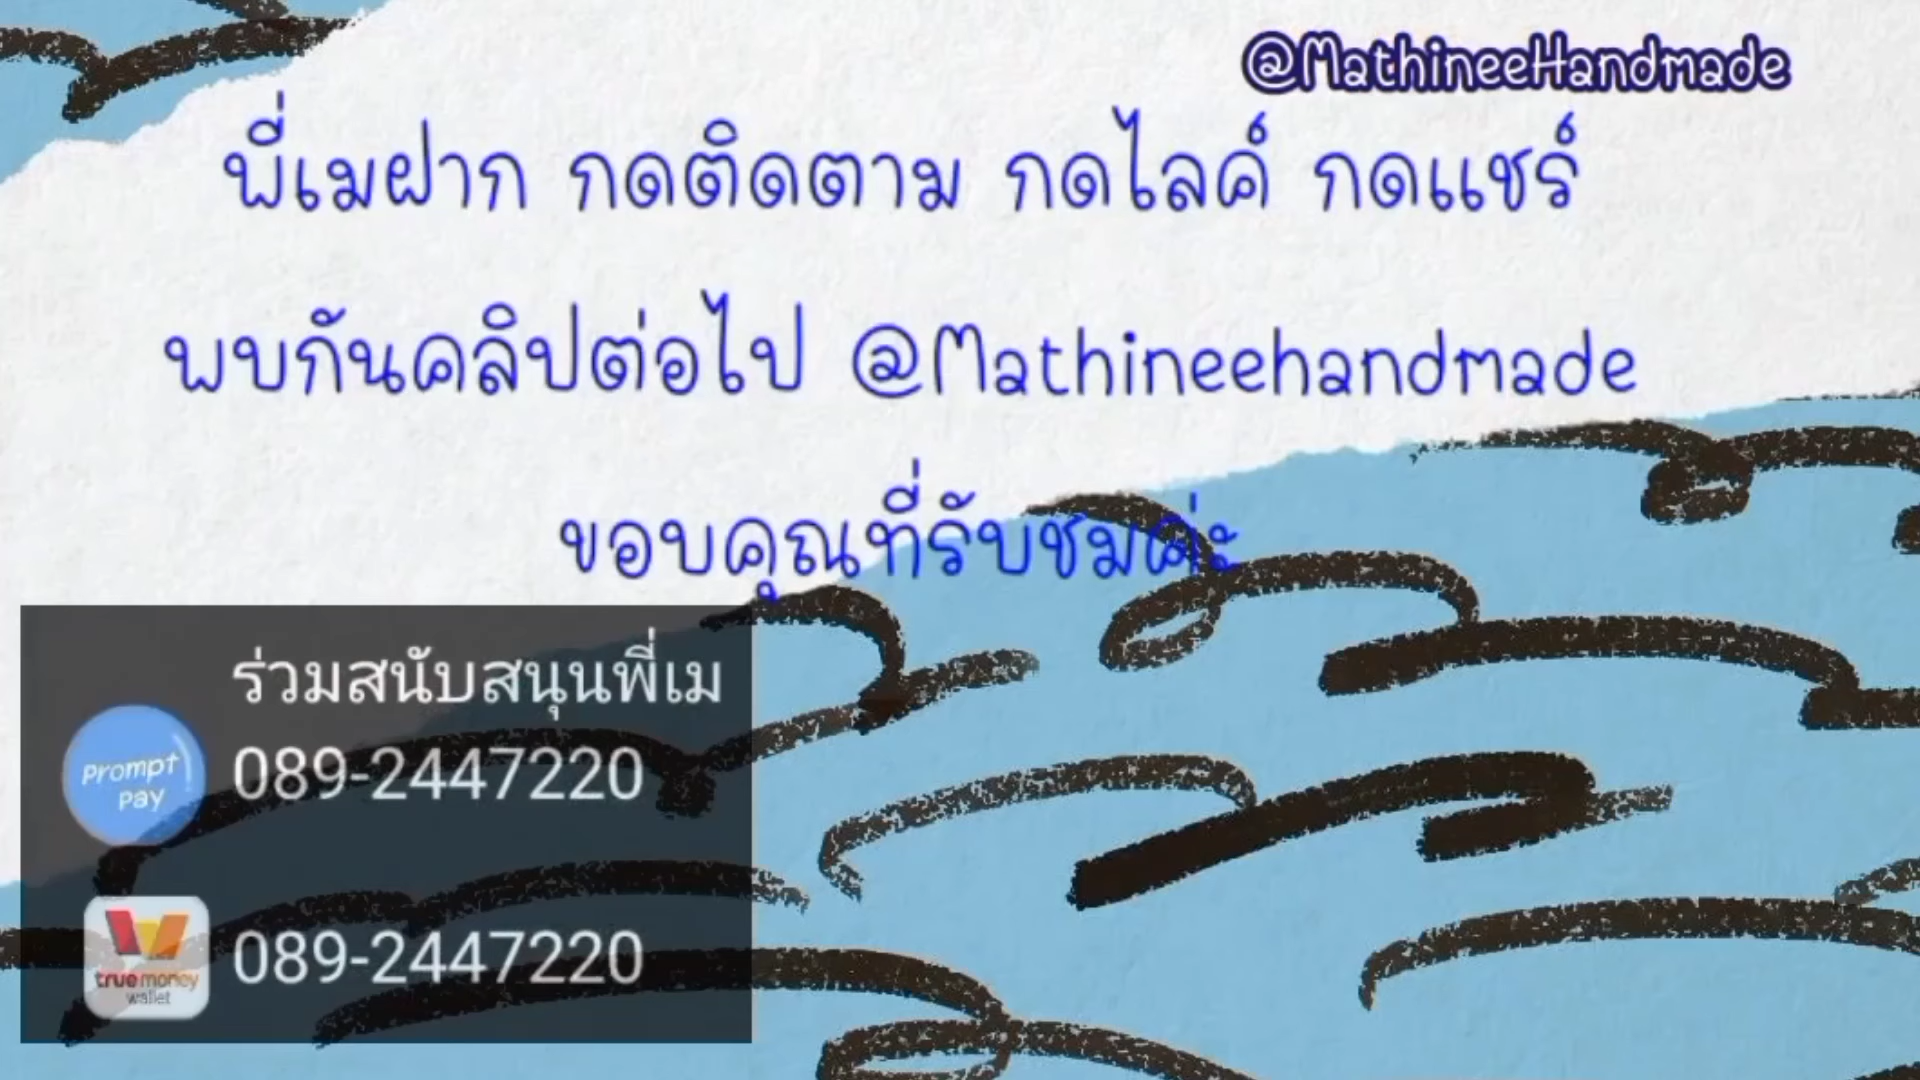 @MathineeHandmade
พี่เมฝาก กดติดตาม กดไลค์ กดแชร์
พบกันคลิปต่อไป @Mathineehandmade
ขอบคุณที่รับชมค่ะ
ร่วมสนับสนุนพี่เม
Prompt
Pay
089-2447220
truemoney
wallet
089-2447220